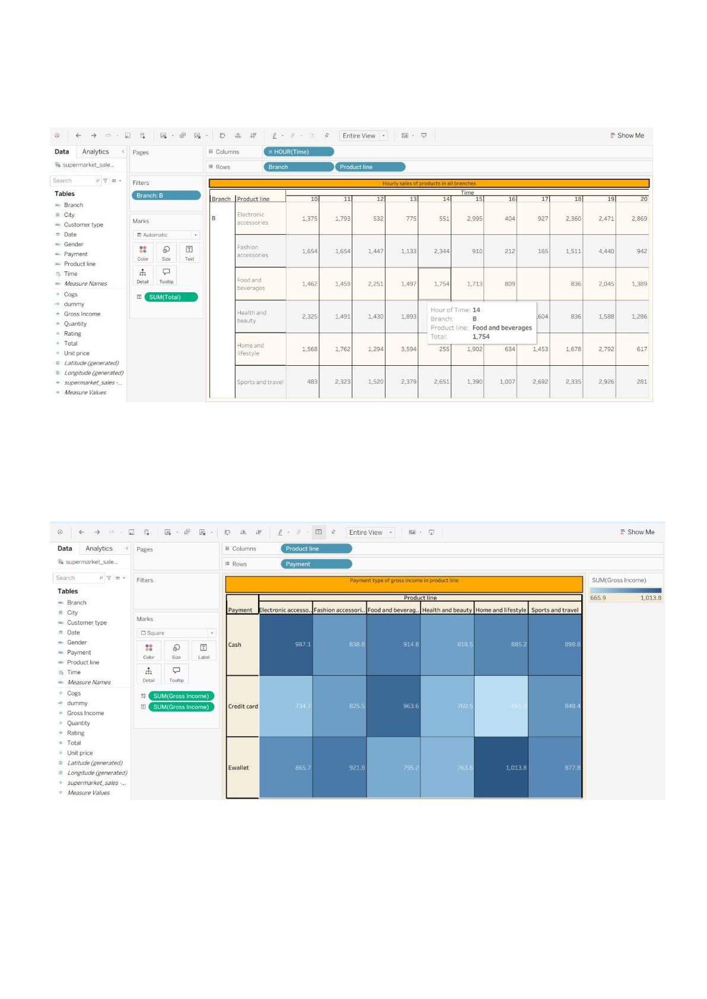 Entire View
Show Me
Data Analytics
Pages
Columns HOUR(Time)
supermarket_sale...
Rows Branch Product line
Search
Filters
Branch: B
Tables
Branch
City
Customer type
Date
Gender
Payment
Product line
Time
Measure Names
Cogs
dummy
Gross Income
Quantity
Rating
Total
Unit price
Latitude (generated)
Longitude (generated)
supermarket_sales -...
Measure Values
Marks
Automatic
Color Size Text
Detail Tooltip
SUM(Total)
Hourly sales of products in all branches
Time
Branch Product line 10 11 12 13 14 15 16 17 18 19 20
B Electronic accessories 1,375 1,793 532 775 551 2,995 404 927 2,360 2,471 2,869
Fashion accessories 1,654 1,654 1,447 1,133 2,344 910 212 165 1,511 4,440 942
Food and beverages 1,462 1,459 2,251 1,497 1,754 1,713 809 836 2,045 1,389
Health and beauty 2,325 1,491 1,430 1,893 604 836 1,588 1,286
Home and lifestyle 1,568 1,762 1,294 3,594 255 1,902 634 1,453 1,678 2,792 617
Sports and travel 483 2,323 1,520 2,379 2,651 1,390 1,007 2,692 2,335 2,926 281
Hour of Time: 14
Branch: B
Product line: Food and beverages
Total: 1,754
Entire View
Show Me
Data Analytics
Pages
Columns Product line
supermarket_sale...
Rows Payment
Search
Filters
Tables
Branch
City
Customer type
Date
Gender
Payment
Product line
Time
Measure Names
Cogs
dummy
Gross Income
Quantity
Rating
Total
Unit price
Latitude (generated)
Longitude (generated)
supermarket_sales -...
Measure Values
Marks
Square
Color Size Label
Detail Tooltip
SUM(Gross Income)
SUM(Gross Income)
Payment type of gross income in product line
Product line
Payment Electronic accesso.. Fashion accessori.. Food and beverag.. Health and beauty Home and lifestyle Sports and travel
Cash 987.1 838.8 914.8 818.5 885.2 898.8
Credit card 734.7 825.5 963.6 760.5 665.9 848.4
Ewallet 865.7 921.8 795.2 763.6 1,013.8 877.8
SUM(Gross Income)
665.9 1,013.8